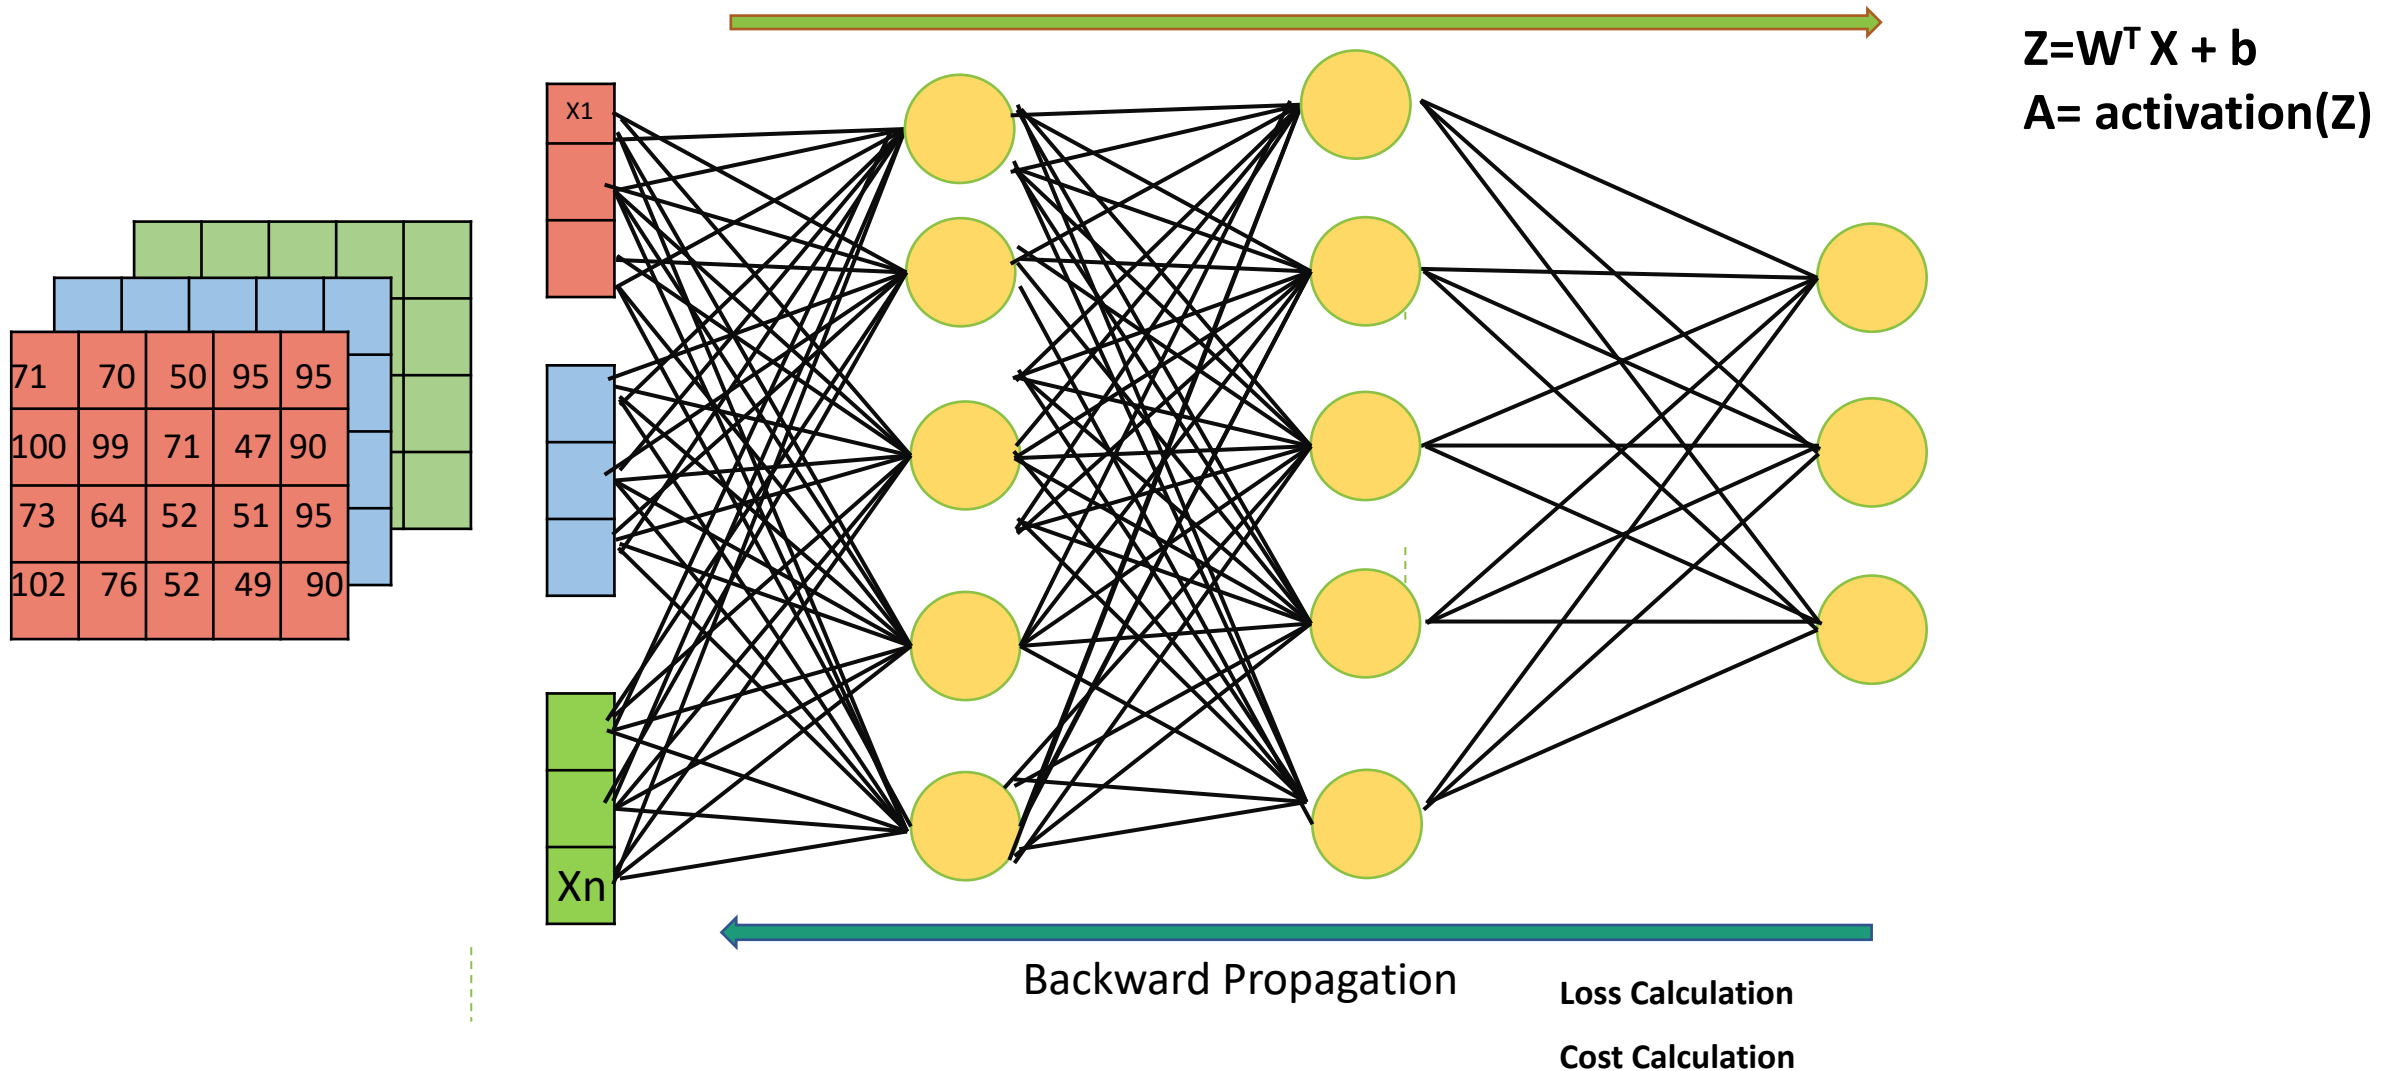 Z=Wᵀ X + b
A= activation(Z)
X1
71 70 50 95 95
100 99 71 47 90
73 64 52 51 95
102 76 52 49 90
Xn
Backward Propagation
Loss Calculation
Cost Calculation